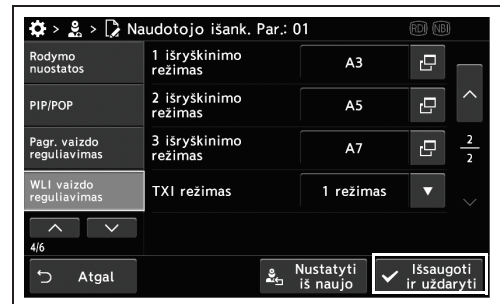 > > Naudotojo išank. Par.: 01 RDI NBI
Rodymo
nuostatos
PIP/POP
Pagr. vaizdo
reguliavimas
WLI vaizdo
reguliavimas
4/6
1 išryškinimo
režimas
A3
2 išryškinimo
režimas
A5
3 išryškinimo
režimas
A7
TXI režimas
1 režimas
2
2
Atgal
Nustatyti
iš naujo
Išsaugoti
ir uždaryti